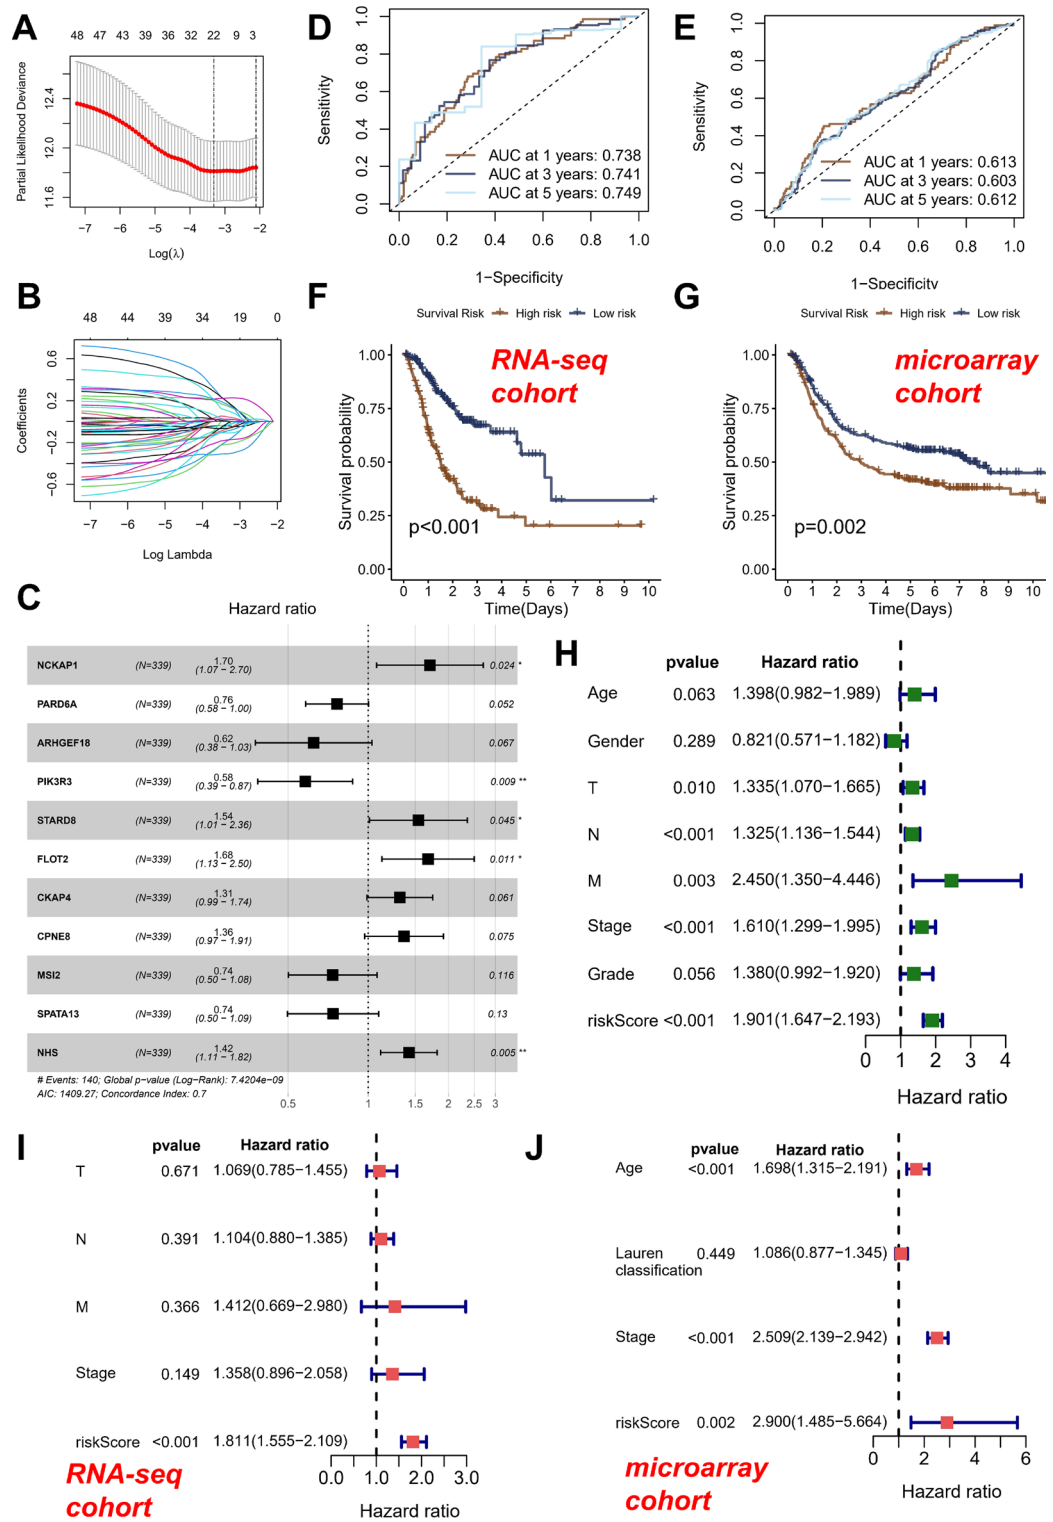 A
48 47 43 39 36 32 22 9 3
Partial Likelihood Deviance
12.4
12.0
11.6
−7 −6 −5 −4 −3 −2
Log(λ)
D
1.0
0.8
0.6
0.4
0.2
0.0
Sensitivity
AUC at 1 years: 0.738
AUC at 3 years: 0.741
AUC at 5 years: 0.749
0.0 0.2 0.4 0.6 0.8 1.0
1−Specificity
E
1.0
0.8
0.6
0.4
0.2
0.0
Sensitivity
AUC at 1 years: 0.613
AUC at 3 years: 0.603
AUC at 5 years: 0.612
0.0 0.2 0.4 0.6 0.8 1.0
1−Specificity
B
48 44 39 34 19 0
Coefficients
0.6
0.2
−0.2
−0.6
−7 −6 −5 −4 −3 −2
Log Lambda
F
Survival Risk High risk Low risk
RNA-seq
cohort
Survival probability
1.00
0.75
0.50
0.25
0.00
p<0.001
0 1 2 3 4 5 6 7 8 9 10
Time(Days)
G
Survival Risk High risk Low risk
microarray
cohort
Survival probability
1.00
0.75
0.50
0.25
0.00
p=0.002
0 1 2 3 4 5 6 7 8 9 10
Time(Days)
C
Hazard ratio
NCKAP1 (N=339) 1.70 (1.07 − 2.70) 0.024 *
PARD6A (N=339) 0.76 (0.58 − 1.00) 0.052
ARHGEF18 (N=339) 0.62 (0.38 − 1.03) 0.067
PIK3R3 (N=339) 0.58 (0.39 − 0.87) 0.009 **
STARD8 (N=339) 1.54 (1.01 − 2.36) 0.045 *
FLOT2 (N=339) 1.68 (1.13 − 2.50) 0.011 *
CKAP4 (N=339) 1.31 (0.99 − 1.74) 0.061
CPNE8 (N=339) 1.36 (0.97 − 1.91) 0.075
MSI2 (N=339) 0.74 (0.50 − 1.08) 0.116
SPATA13 (N=339) 0.74 (0.50 − 1.09) 0.13
NHS (N=339) 1.42 (1.11 − 1.82) 0.005 **
# Events: 140; Global p−value (Log−Rank): 7.4204e−09
AIC: 1409.27; Concordance Index: 0.7
0.5 1 1.5 2 2.5 3
H
pvalue Hazard ratio
Age 0.063 1.398(0.982−1.989)
Gender 0.289 0.821(0.571−1.182)
T 0.010 1.335(1.070−1.665)
N <0.001 1.325(1.136−1.544)
M 0.003 2.450(1.350−4.446)
Stage <0.001 1.610(1.299−1.995)
Grade 0.056 1.380(0.992−1.920)
riskScore <0.001 1.901(1.647−2.193)
0 1 2 3 4
Hazard ratio
I
pvalue Hazard ratio
T 0.671 1.069(0.785−1.455)
N 0.391 1.104(0.880−1.385)
M 0.366 1.412(0.669−2.980)
Stage 0.149 1.358(0.896−2.058)
riskScore <0.001 1.811(1.555−2.109)
RNA-seq
cohort
0.0 1.0 2.0 3.0
Hazard ratio
J
pvalue Hazard ratio
Age <0.001 1.698(1.315−2.191)
Lauren
classification 0.449 1.086(0.877−1.345)
Stage <0.001 2.509(2.139−2.942)
riskScore 0.002 2.900(1.485−5.664)
microarray
cohort
0 2 4 6
Hazard ratio